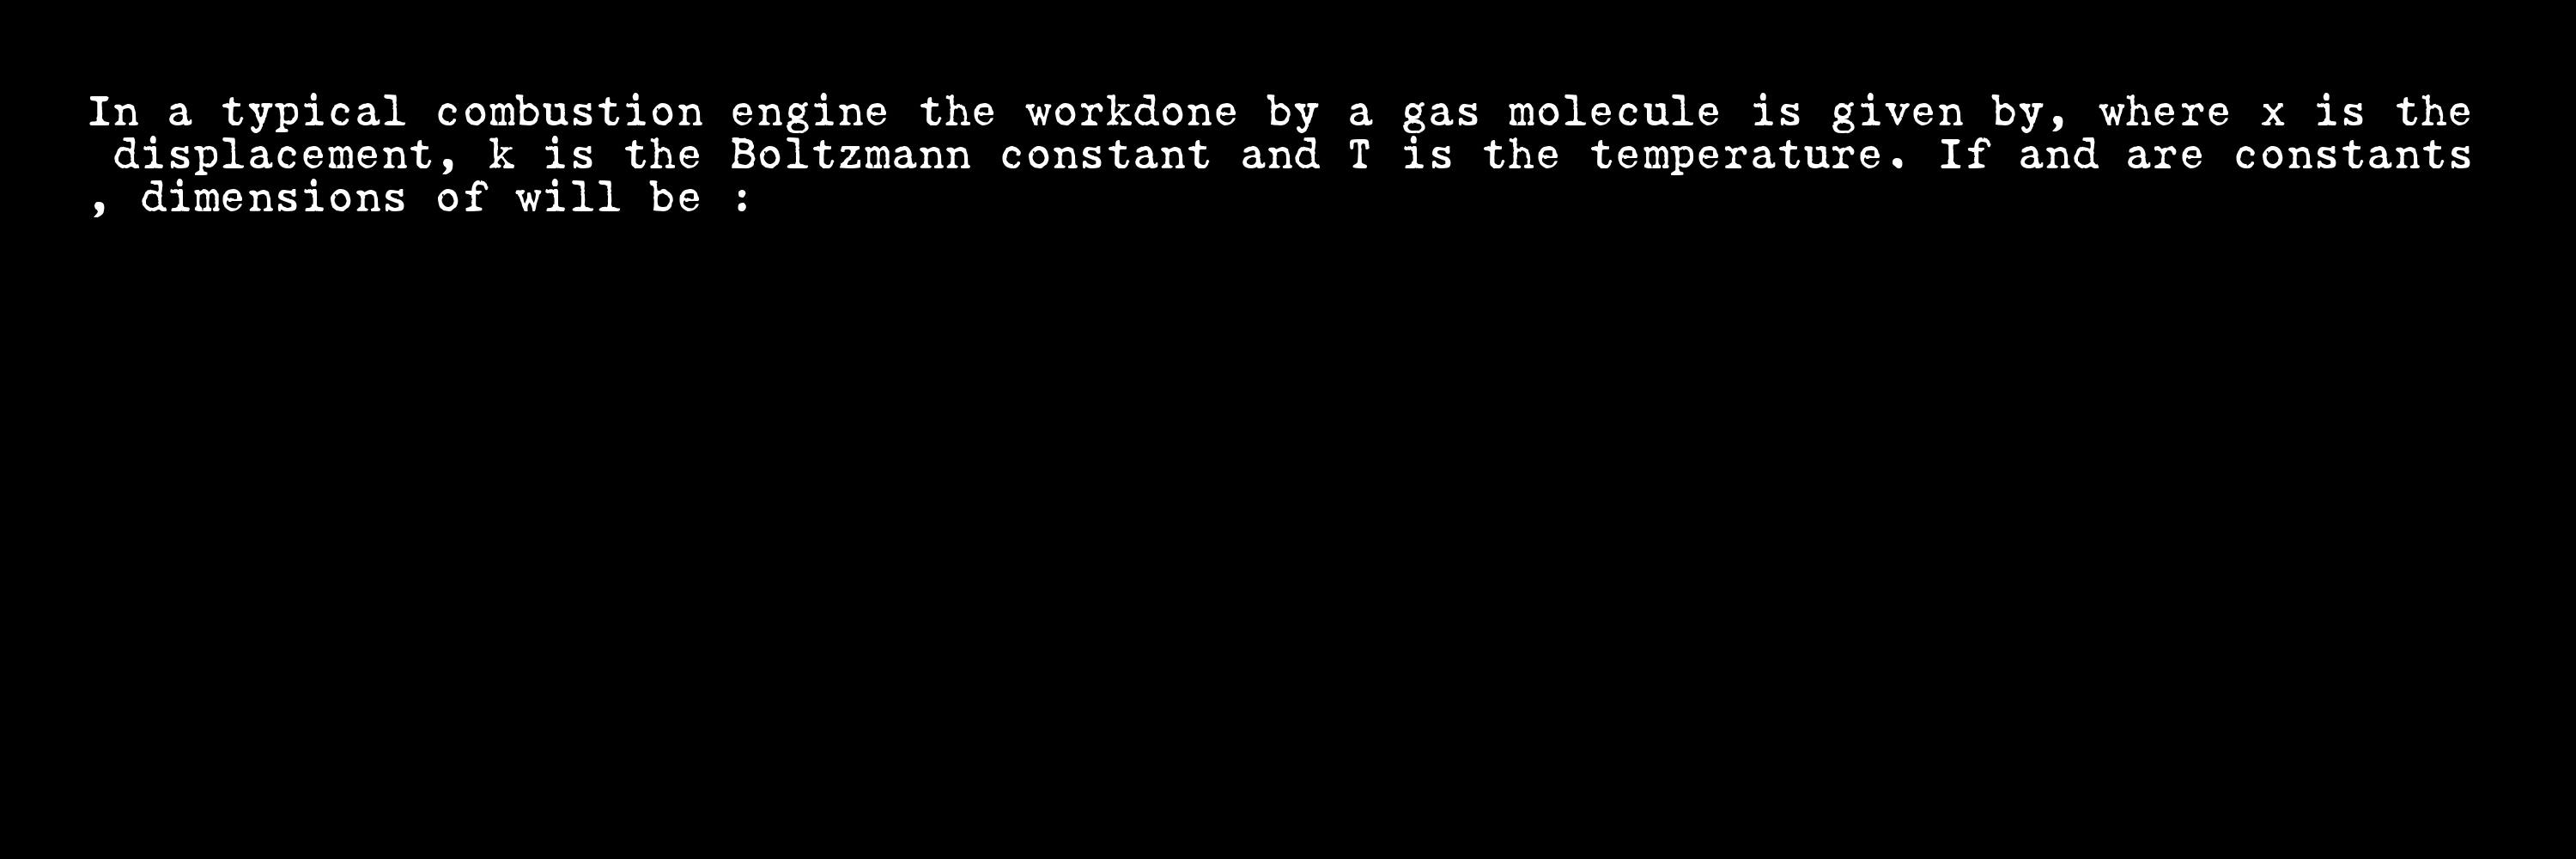 In a typical combustion engine the workdone by a gas molecule is given by, where x is the
displacement, k is the Boltzmann constant and T is the temperature. If and are constants
, dimensions of will be :